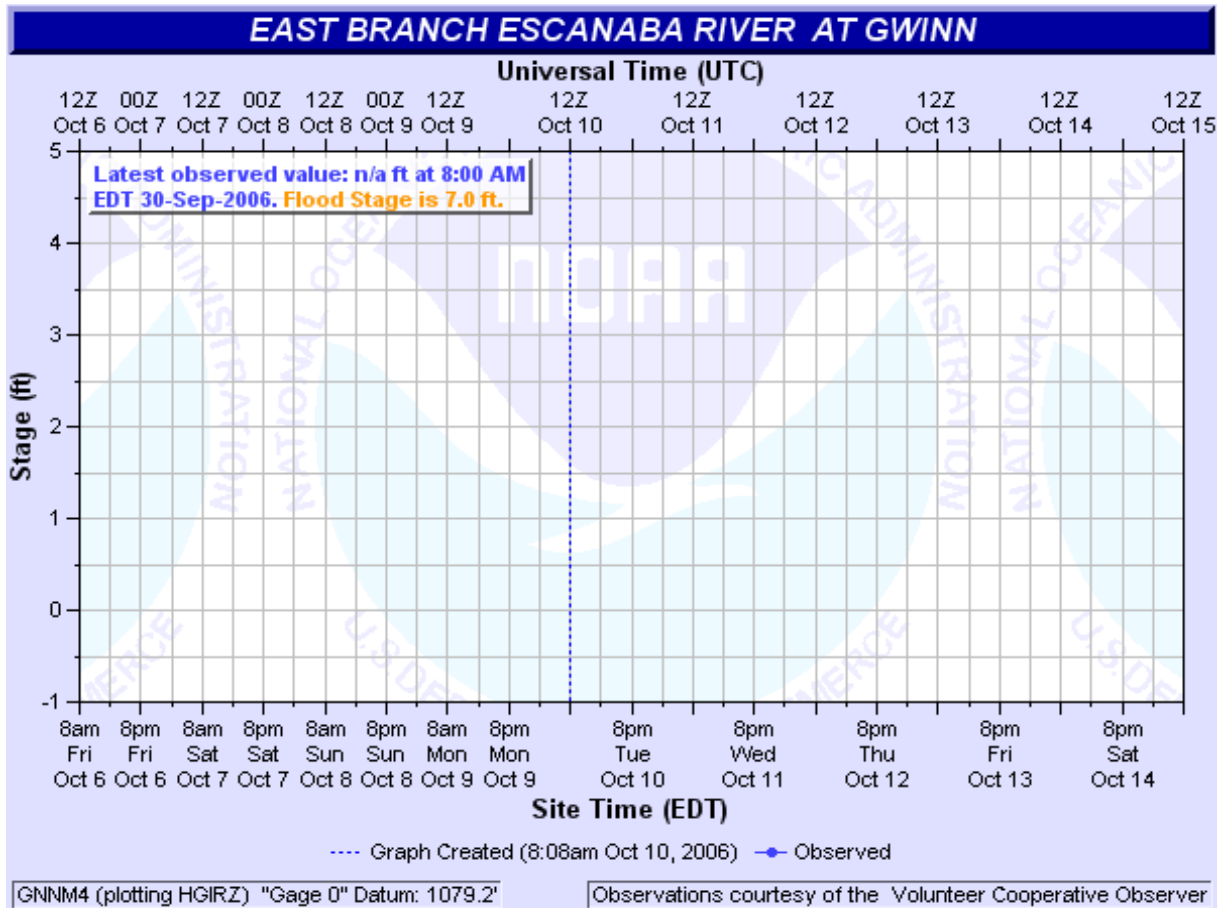 EAST BRANCH ESCANABA RIVER AT GWINN
Universal Time (UTC)
12Z 00Z 12Z 00Z 12Z 00Z 12Z 12Z 12Z 12Z 12Z 12Z 12Z
Oct 6 Oct 7 Oct 7 Oct 8 Oct 8 Oct 9 Oct 9 Oct 10 Oct 11 Oct 12 Oct 13 Oct 14 Oct 15
Latest observed value: n/a ft at 8:00 AM
EDT 30-Sep-2006. Flood Stage is 7.0 ft.
5
4
3
2
1
0
-1
Stage (ft)
NOAA
NATIONAL OCEANIC
ADMINISTRATION
U.S.DE
MERCE
8am 8pm 8am 8pm 8am 8pm 8am 8pm 8pm 8pm 8pm 8pm 8pm
Fri Fri Sat Sat Sun Sun Mon Mon Tue Wed Thu Fri Sat
Oct 6 Oct 6 Oct 7 Oct 7 Oct 8 Oct 8 Oct 9 Oct 9 Oct 10 Oct 11 Oct 12 Oct 13 Oct 14
Site Time (EDT)
---- Graph Created (8:08am Oct 10, 2006) Observed
GNNM4 (plotting HGIRZ) "Gage 0" Datum: 1079.2'
Observations courtesy of the Volunteer Cooperative Observer